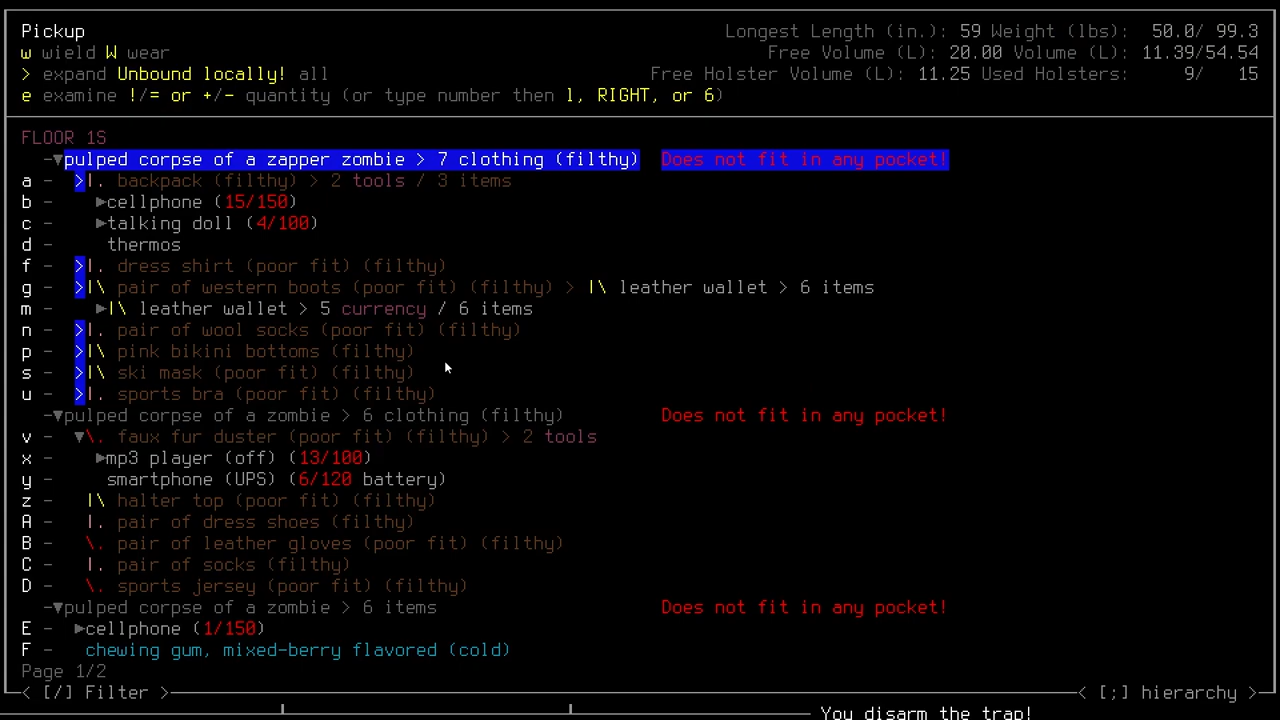 Pickup Longest Length (in.): 59 Weight (lbs): 50.0/ 99.3
w wield W wear Free Volume (L): 20.00 Volume (L): 11.39/54.54
> expand Unbound locally! all Free Holster Volume (L): 11.25 Used Holsters: 9/ 15
e examine !/= or +/- quantity (or type number then l, RIGHT, or 6)
FLOOR 1S
-▼pulped corpse of a zapper zombie > 7 clothing (filthy) Does not fit in any pocket!
a - >|. backpack (filthy) > 2 tools / 3 items
b - ▶cellphone (15/150)
c - ▶talking doll (4/100)
d - thermos
f - >|. dress shirt (poor fit) (filthy)
g - >|\ pair of western boots (poor fit) (filthy) > |\ leather wallet > 6 items
m - ▶|\ leather wallet > 5 currency / 6 items
n - >|. pair of wool socks (poor fit) (filthy)
p - >|\ pink bikini bottoms (filthy)
s - >|\ ski mask (poor fit) (filthy)
u - >|. sports bra (poor fit) (filthy)
-▼pulped corpse of a zombie > 6 clothing (filthy) Does not fit in any pocket!
v - ▼\. faux fur duster (poor fit) (filthy) > 2 tools
x - ▶mp3 player (off) (13/100)
y - smartphone (UPS) (6/120 battery)
z - |\ halter top (poor fit) (filthy)
A - |. pair of dress shoes (filthy)
B - \. pair of leather gloves (poor fit) (filthy)
C - |. pair of socks (filthy)
D - \. sports jersey (poor fit) (filthy)
-▼pulped corpse of a zombie > 6 items Does not fit in any pocket!
E - ▶cellphone (1/150)
F - chewing gum, mixed-berry flavored (cold)
Page 1/2
< [/] Filter > < [;] hierarchy >
You disarm the trap!